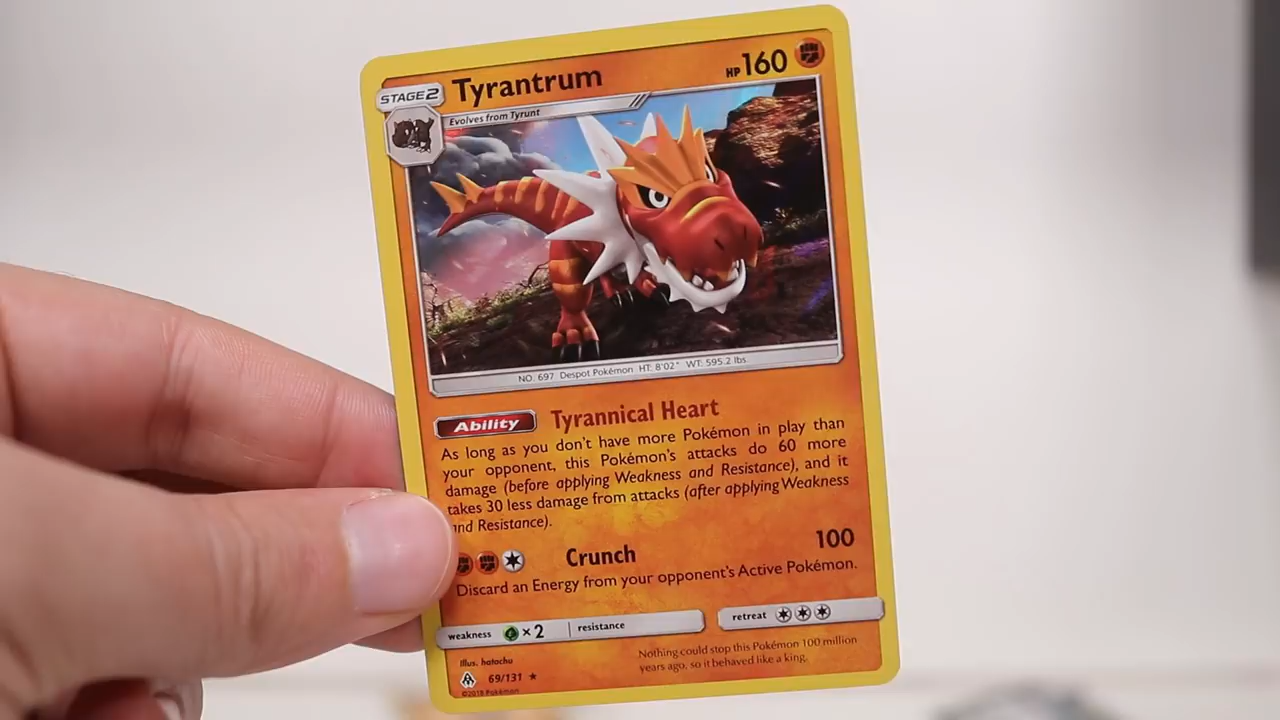 STAGE 2 Tyrantrum HP 160
Evolves from Tyrunt
NO. 697 Despot Pokémon HT: 8'02" WT: 595.2 lbs.
Ability Tyrannical Heart
As long as you don't have more Pokémon in play than
your opponent, this Pokémon's attacks do 60 more
damage (before applying Weakness and Resistance), and it
takes 30 less damage from attacks (after applying Weakness
and Resistance).
Crunch 100
Discard an Energy from your opponent's Active Pokémon.
weakness ×2 resistance retreat
Nothing could stop this Pokémon 100 million
years ago, so it behaved like a king.
Illus. hatachu
69/131 ★
©2018 Pokémon